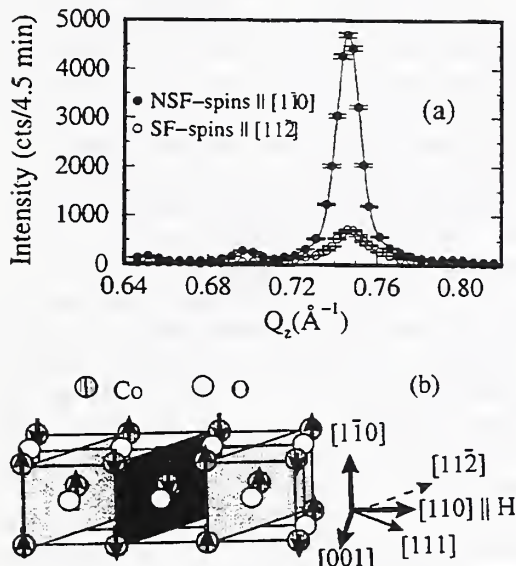 5000
4000
3000
2000
1000
0
Intensity (cts/4.5 min)
NSF–spins || [11̄0]
SF–spins || [112̄]
(a)
0.64 0.68 0.72 0.76 0.80
Q_z(Å⁻¹)
Co O (b)
[11̄0]
[112̄]
[110] || H
[111]
[001]